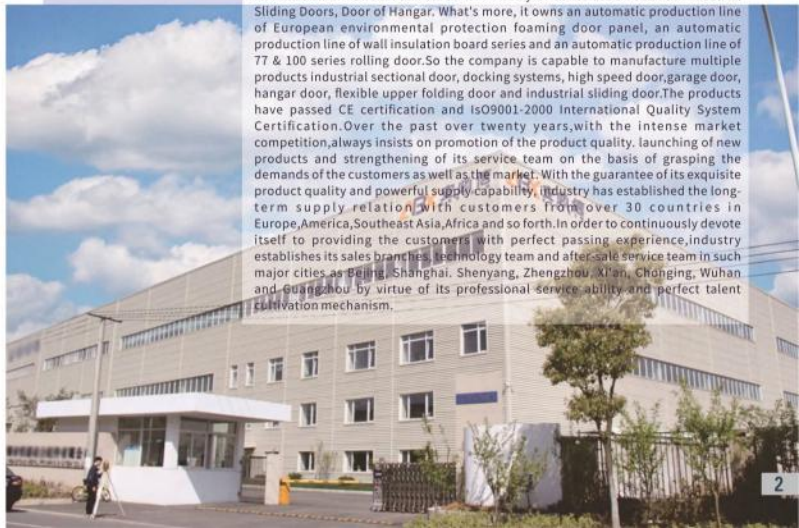 Sliding Doors, Door of Hangar. What's more, it owns an automatic production line
of European environmental protection foaming door panel, an automatic
production line of wall insulation board series and an automatic production line of
77 & 100 series rolling door.So the company is capable to manufacture multiple
products industrial sectional door, docking systems, high speed door,garage door,
hangar door, flexible upper folding door and industrial sliding door.The products
have passed CE certification and IsO9001-2000 International Quality System
Certification.Over the past over twenty years,with the intense market
competition,always insists on promotion of the product quality. launching of new
products and strengthening of its service team on the basis of grasping the
demands of the customers as well as the market. With the guarantee of its exquisite
product quality and powerful supply capability, industry has established the long-
term supply relation with customers from over 30 countries in
Europe,America,Southeast Asia,Africa and so forth.In order to continuously devote
itself to providing the customers with perfect passing experience,industry
establishes its sales branches, technology team and after-sale service team in such
major cities as Bejing, Shanghai. Shenyang, Zhengzhou, XI'an, Chonging, Wuhan
and Guangzhou by virtue of its professional service ability and perfect talent
cultivation mechanism.
2